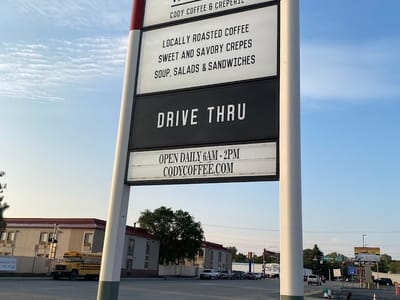 CODY COFFEE & CREPERIE
LOCALLY ROASTED COFFEE
SWEET AND SAVORY CREPES
SOUP, SALADS & SANDWICHES
DRIVE THRU
OPEN DAILY 6AM - 2PM
CODYCOFFEE.COM